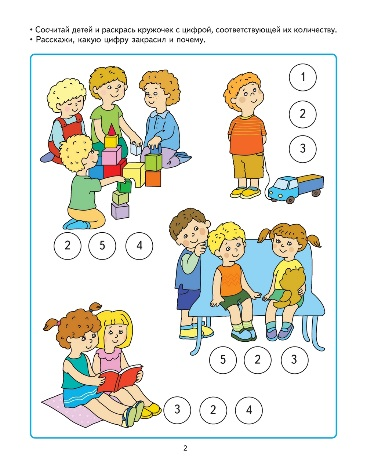 • Сосчитай детей и раскрась кружочек с цифрой, соответствующей их количеству.
• Расскажи, какую цифру закрасил и почему.
1
2
3
2 5 4
5 2 3
3 2 4
2